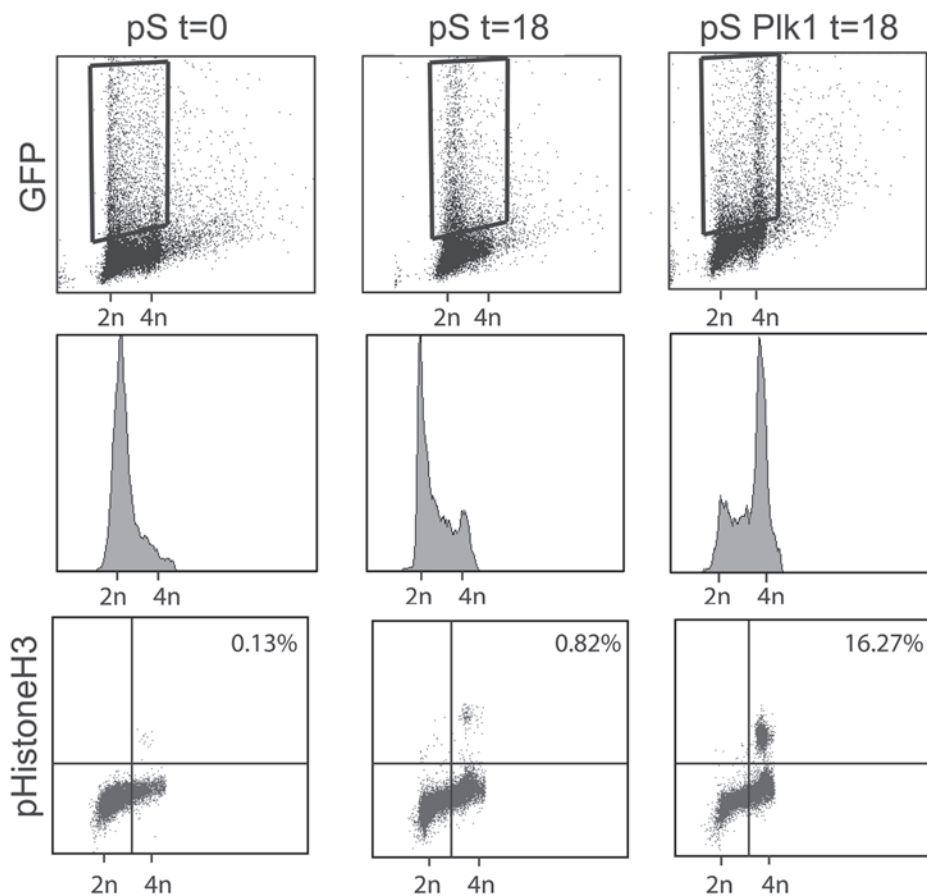 pS t=0 pS t=18 pS Plk1 t=18
GFP
2n 4n 2n 4n 2n 4n
2n 4n 2n 4n 2n 4n
pHistoneH3
0.13% 0.82% 16.27%
2n 4n 2n 4n 2n 4n